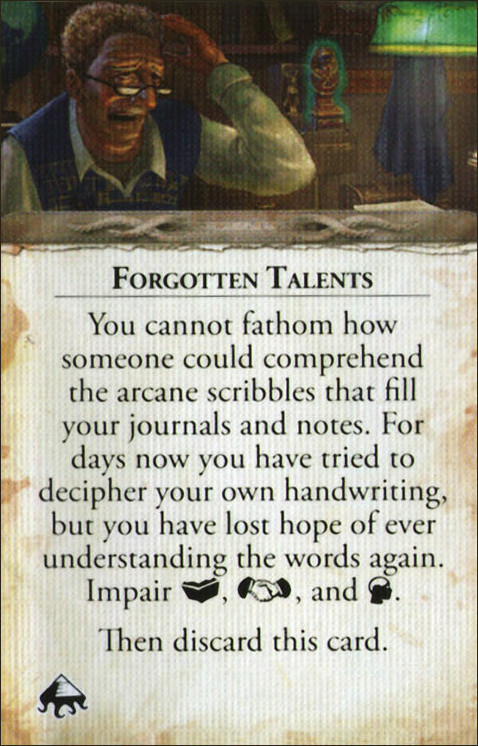 Forgotten Talents
You cannot fathom how
someone could comprehend
the arcane scribbles that fill
your journals and notes. For
days now you have tried to
decipher your own handwriting,
but you have lost hope of ever
understanding the words again.
Impair , , and .
Then discard this card.